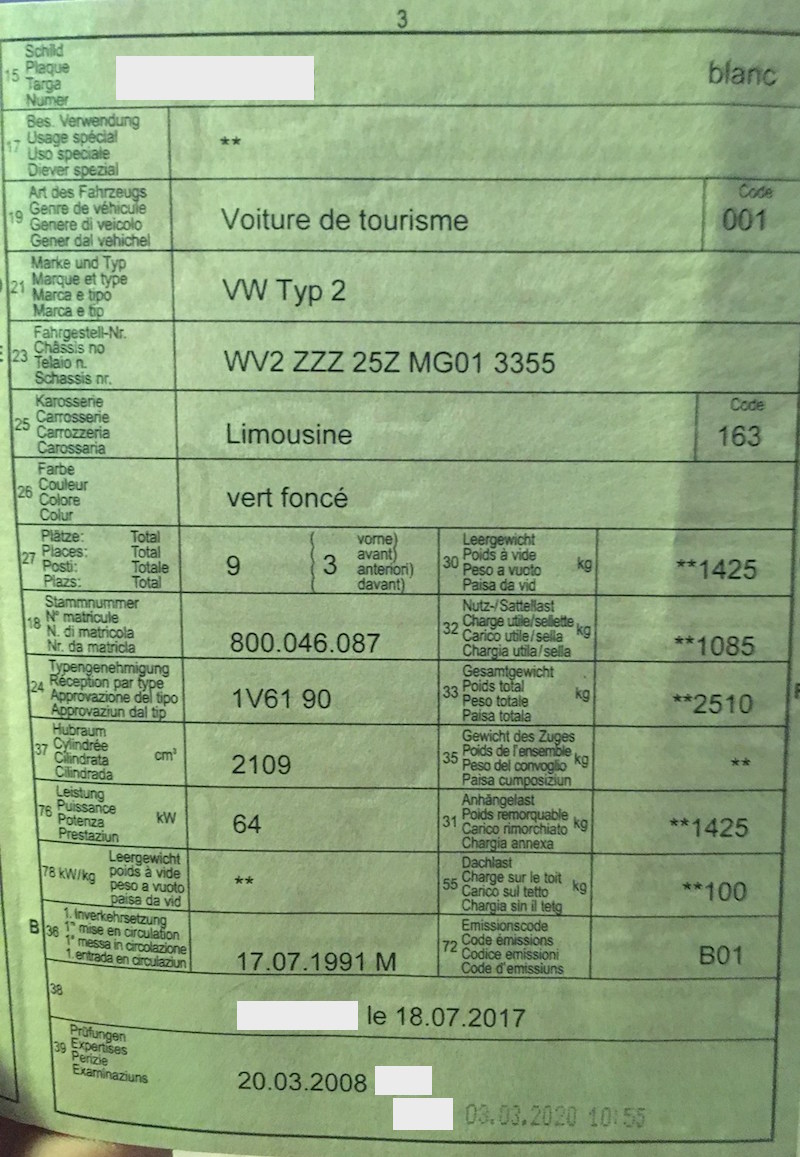 3
15 Schild
Plaque
Targa
Numer
blanc
17 Bes. Verwendung
Usage spécial
Uso speciale
Diever spezial
**
19 Art des Fahrzeugs
Genre de véhicule
Genere di veicolo
Gener dal vehichel
Voiture de tourisme
Code
001
21 Marke und Typ
Marque et type
Marca e tipo
Marca e tip
VW Typ 2
23 Fahrgestell-Nr.
Châssis no
Telaio n.
Schassis nr.
WV2 ZZZ 25Z MG01 3355
25 Karosserie
Carrosserie
Carrozzeria
Carossaria
Limousine
Code
163
26 Farbe
Couleur
Colore
Colur
vert foncé
27 Plätze: Total
Places: Total
Posti: Totale
Plazs: Total
9
( 3 vorne)
avant)
anteriori)
davant)
30 Leergewicht
Poids à vide
Peso a vuoto
Paisa da vid
kg
**1425
18 Stammnummer
N° matricule
N. di matricola
Nr. da matricla
800.046.087
32 Nutz-/Sattellast
Charge utile/sellette
Carico utile/sella
Chargia utila/sella
kg
**1085
24 Typengenehmigung
Réception par type
Approvazione del tipo
Approvaziun dal tip
1V61 90
33 Gesamtgewicht
Poids total
Peso totale
Paisa totala
kg
**2510
37 Hubraum
Cylindrée
Cilindrata
Cilindrada
cm³
2109
35 Gewicht des Zuges
Poids de l'ensemble
Peso del convoglio
Paisa cumposiziun
kg
**
76 Leistung
Puissance
Potenza
Prestaziun
kW
64
31 Anhängelast
Poids remorquable
Carico rimorchiato
Chargia annexa
kg
**1425
78 kW/kg
Leergewicht
poids à vide
peso a vuoto
paisa da vid
**
55 Dachlast
Charge sur le toit
Carico sul tetto
Chargia sin il tetg
kg
**100
B 36 1. Inverkehrsetzung
1re mise en circulation
1a messa in circolazione
1. entrada en circulaziun
17.07.1991 M
72 Emissionscode
Code émissions
Codice emissioni
Code d'emissiuns
B01
38
le 18.07.2017
39 Prüfungen
Expertises
Perizie
Examinaziuns
20.03.2008
03.03.2020 10:55